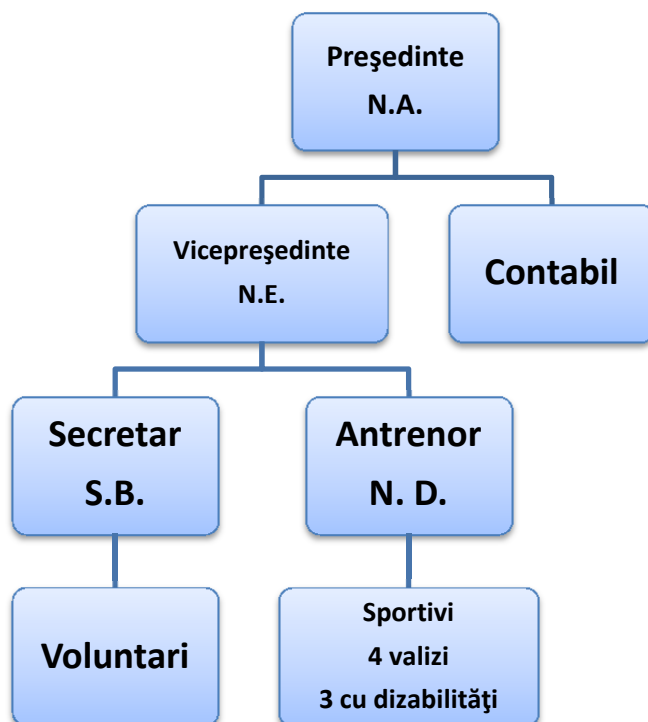 Preşedinte
N.A.
Vicepreşedinte
N.E.
Contabil
Secretar
S.B.
Antrenor
N. D.
Voluntari
Sportivi
4 valizi
3 cu dizabilităţi